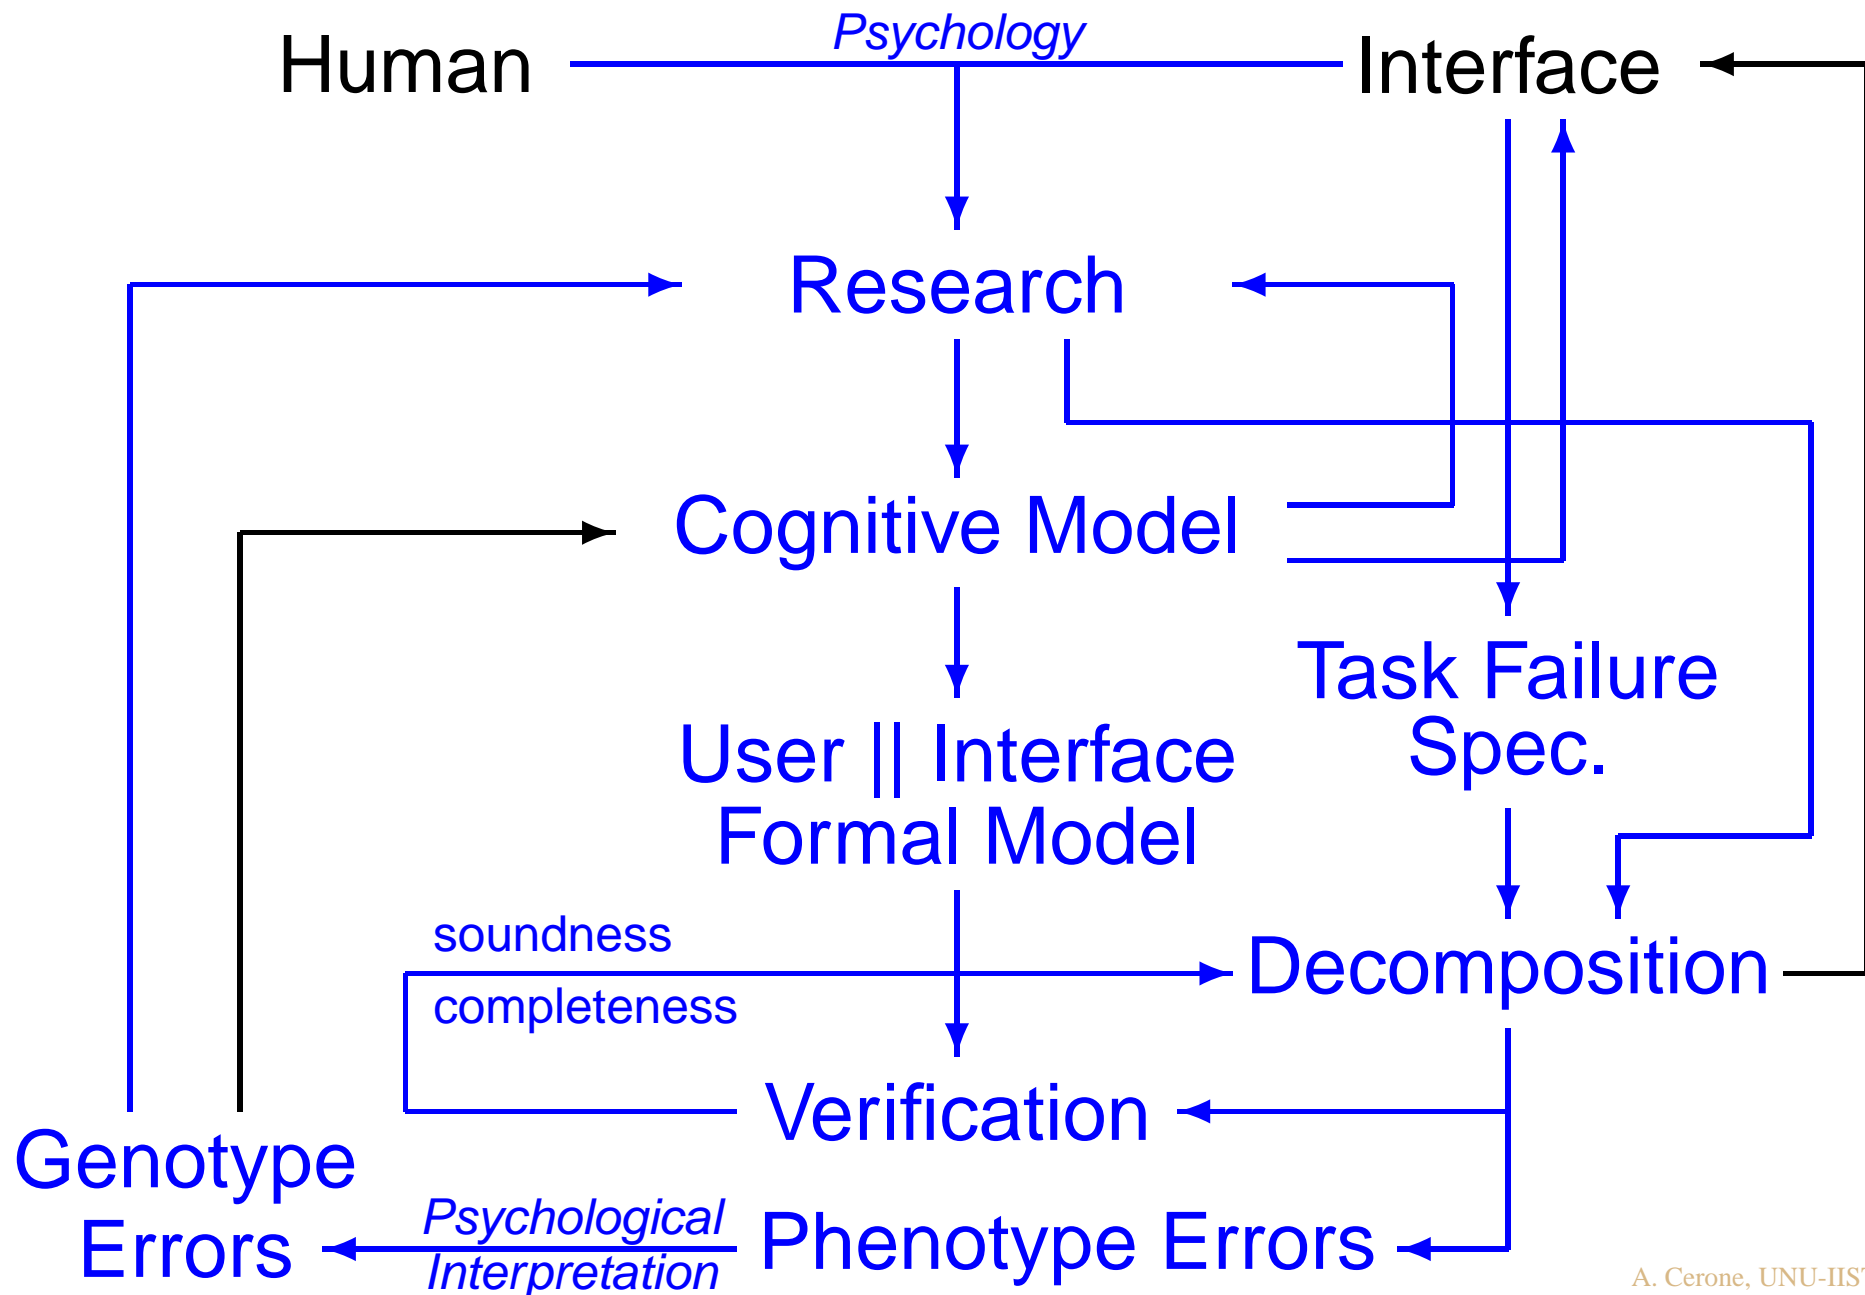 Psychology
Human
Interface
Research
Cognitive Model
Task Failure
Spec.
User || Interface
Formal Model
soundness
Decomposition
completeness
Verification
Genotype
Errors
Psychological
Interpretation
Phenotype Errors
A. Cerone, UNU-IIST